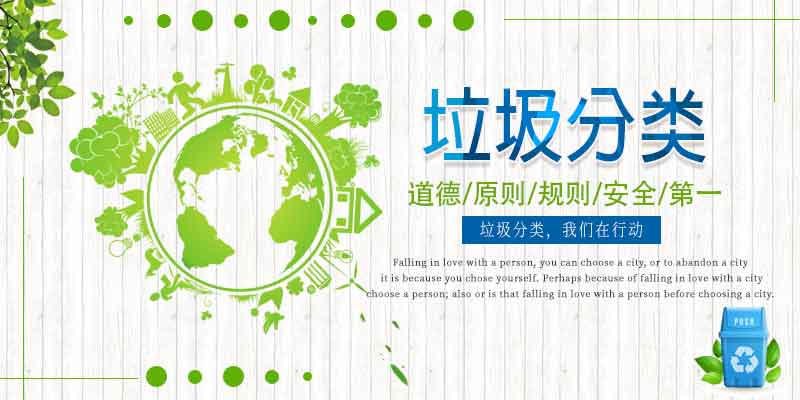 垃圾分类
道德/原则/规则/安全/第一
垃圾分类，我们在行动
Falling in love with a person, you can choose a city, or to abandon a city
it is because you chose yourself. Perhaps because of falling in love with a city
choose a person; also or is that falling in love with a person before choosing a city.
PUSH